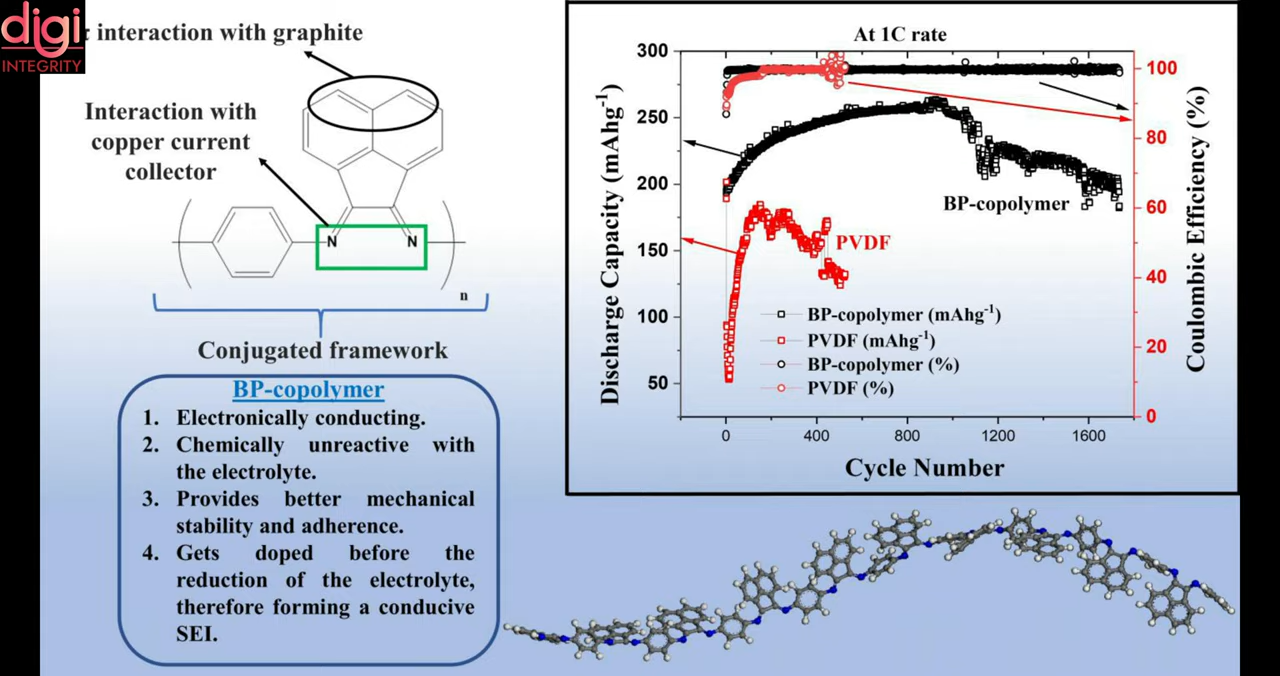 digi
INTEGRITY
interaction with graphite
Interaction with
copper current
collector
N
N
n
Conjugated framework
BP-copolymer
1. Electronically conducting.
2. Chemically unreactive with
the electrolyte.
3. Provides better mechanical
stability and adherence.
4. Gets doped before the
reduction of the electrolyte,
therefore forming a conducive
SEI.
At 1C rate
300
250
200
150
100
50
Discharge Capacity (mAhg-1)
100
80
60
40
20
0
Coulombic Efficiency (%)
BP-copolymer
PVDF
BP-copolymer (mAhg-1)
PVDF (mAhg-1)
BP-copolymer (%)
PVDF (%)
0 400 800 1200 1600
Cycle Number